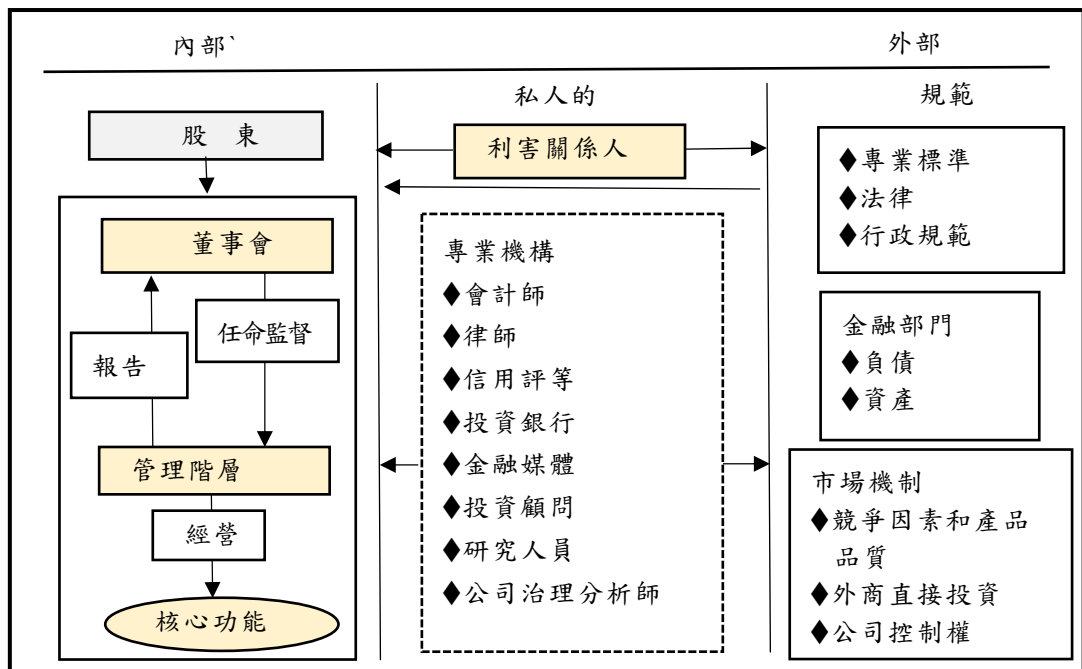 內部`
外部
私人的
規範
股東
利害關係人
董事會
任命監督
報告
管理階層
經營
核心功能
專業機構
◆會計師
◆律師
◆信用評等
◆投資銀行
◆金融媒體
◆投資顧問
◆研究人員
◆公司治理分析師
◆專業標準
◆法律
◆行政規範
金融部門
◆負債
◆資產
市場機制
◆競爭因素和產品
品質
◆外商直接投資
◆公司控制權